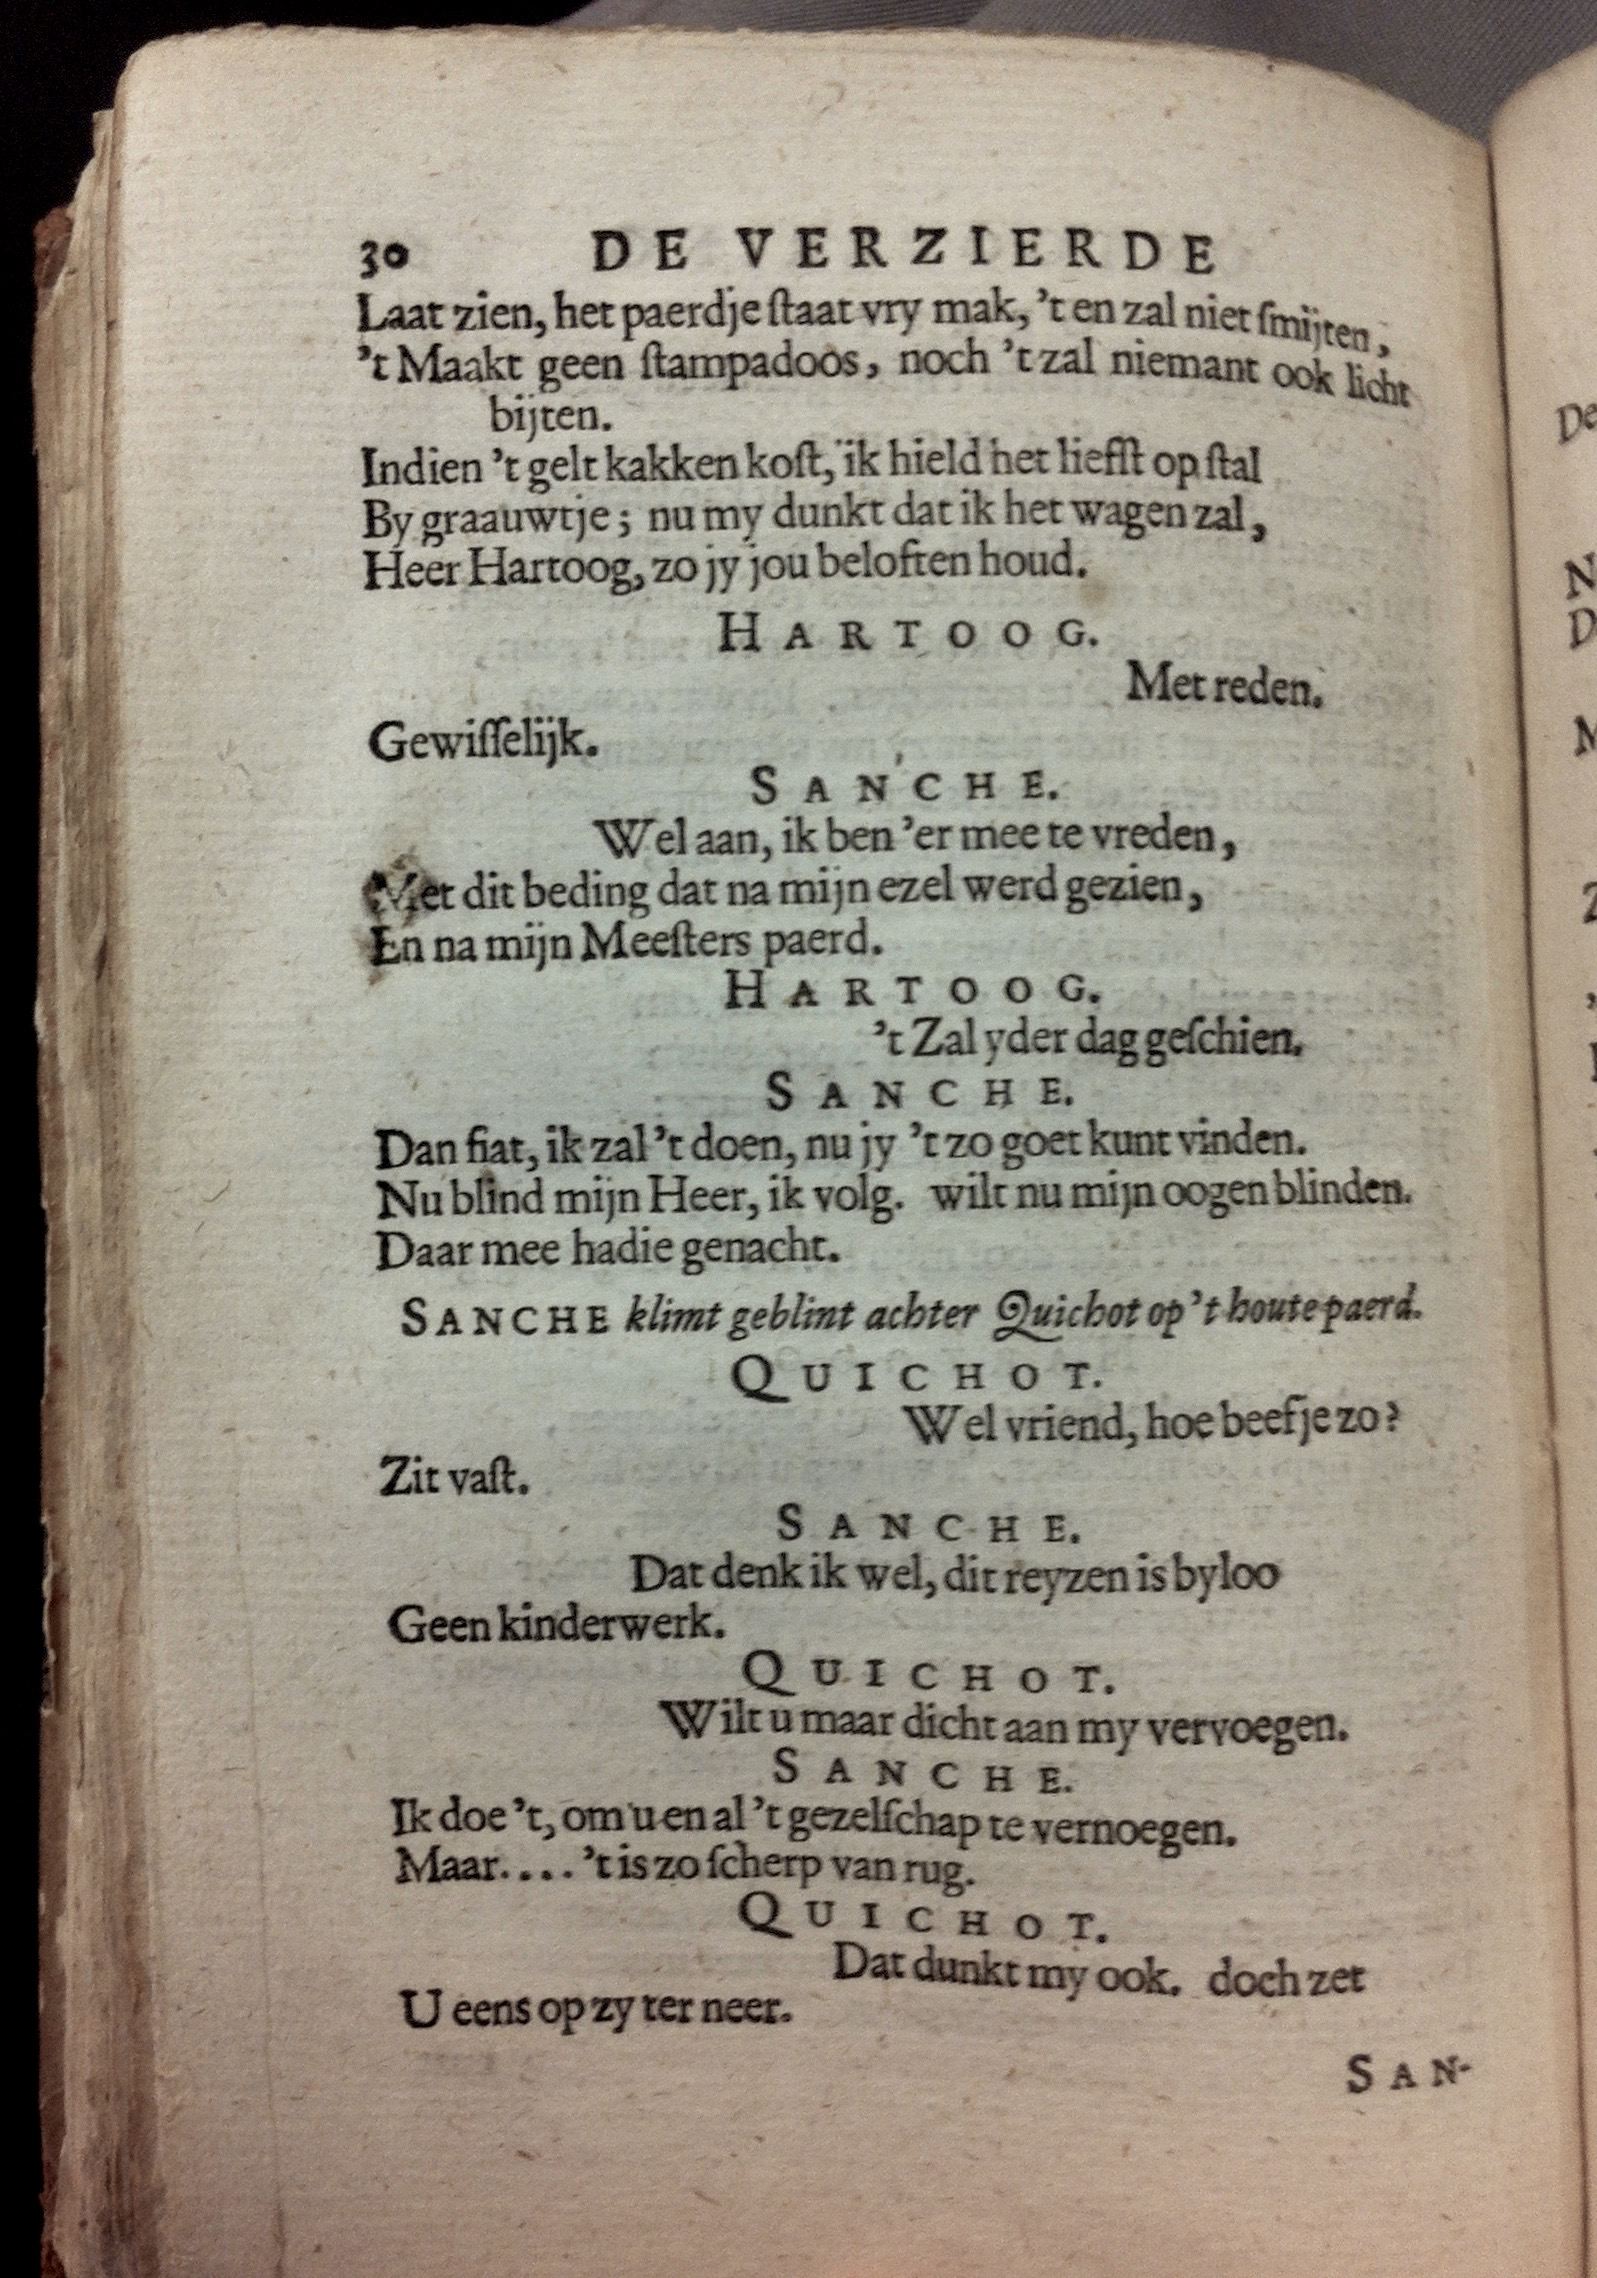 30 DE VERZIERDE
Laat zien, het paerdje ſtaat vry mak, 't en zal niet ſmijten,
't Maakt geen ſtampadoos, noch 't zal niemant ook licht
bijten.
Indien 't gelt kakken koſt, ik hield het liefſt op ſtal
By graauwtje; nu my dunkt dat ik het wagen zal,
Heer Hartoog, zo jy jou beloften houd.
HARTOOG.
Met reden.
Gewiſſelijk.
SANCHE.
Wel aan, ik ben 'er mee te vreden,
Met dit beding dat na mijn ezel werd gezien,
En na mijn Meeſters paerd.
HARTOOG.
't Zal yder dag geſchien.
SANCHE.
Dan fiat, ik zal 't doen, nu jy 't zo goet kunt vinden.
Nu blind mijn Heer, ik volg. wilt nu mijn oogen blinden.
Daar mee hadie genacht.
SANCHE klimt geblint achter Quichot op 't houte paerd.
QUICHOT.
Wel vriend, hoe beef je zo?
Zit vaſt.
SANCHE.
Dat denk ik wel, dit reyzen is byloo
Geen kinderwerk.
QUICHOT.
Wilt u maar dicht aan my vervoegen.
SANCHE.
Ik doe 't, om u en al 't gezelſchap te vernoegen.
Maar.... 't is zo ſcherp van rug.
QUICHOT.
Dat dunkt my ook. doch zet
U eens op zy ter neer.
SAN-
De
N
D
M
Z